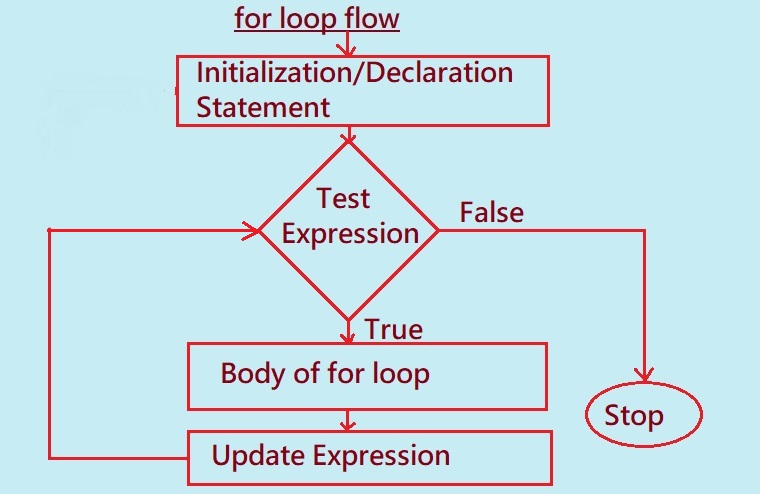 for loop flow
Initialization/Declaration
Statement
Test
Expression
False
True
Body of for loop
Stop
Update Expression